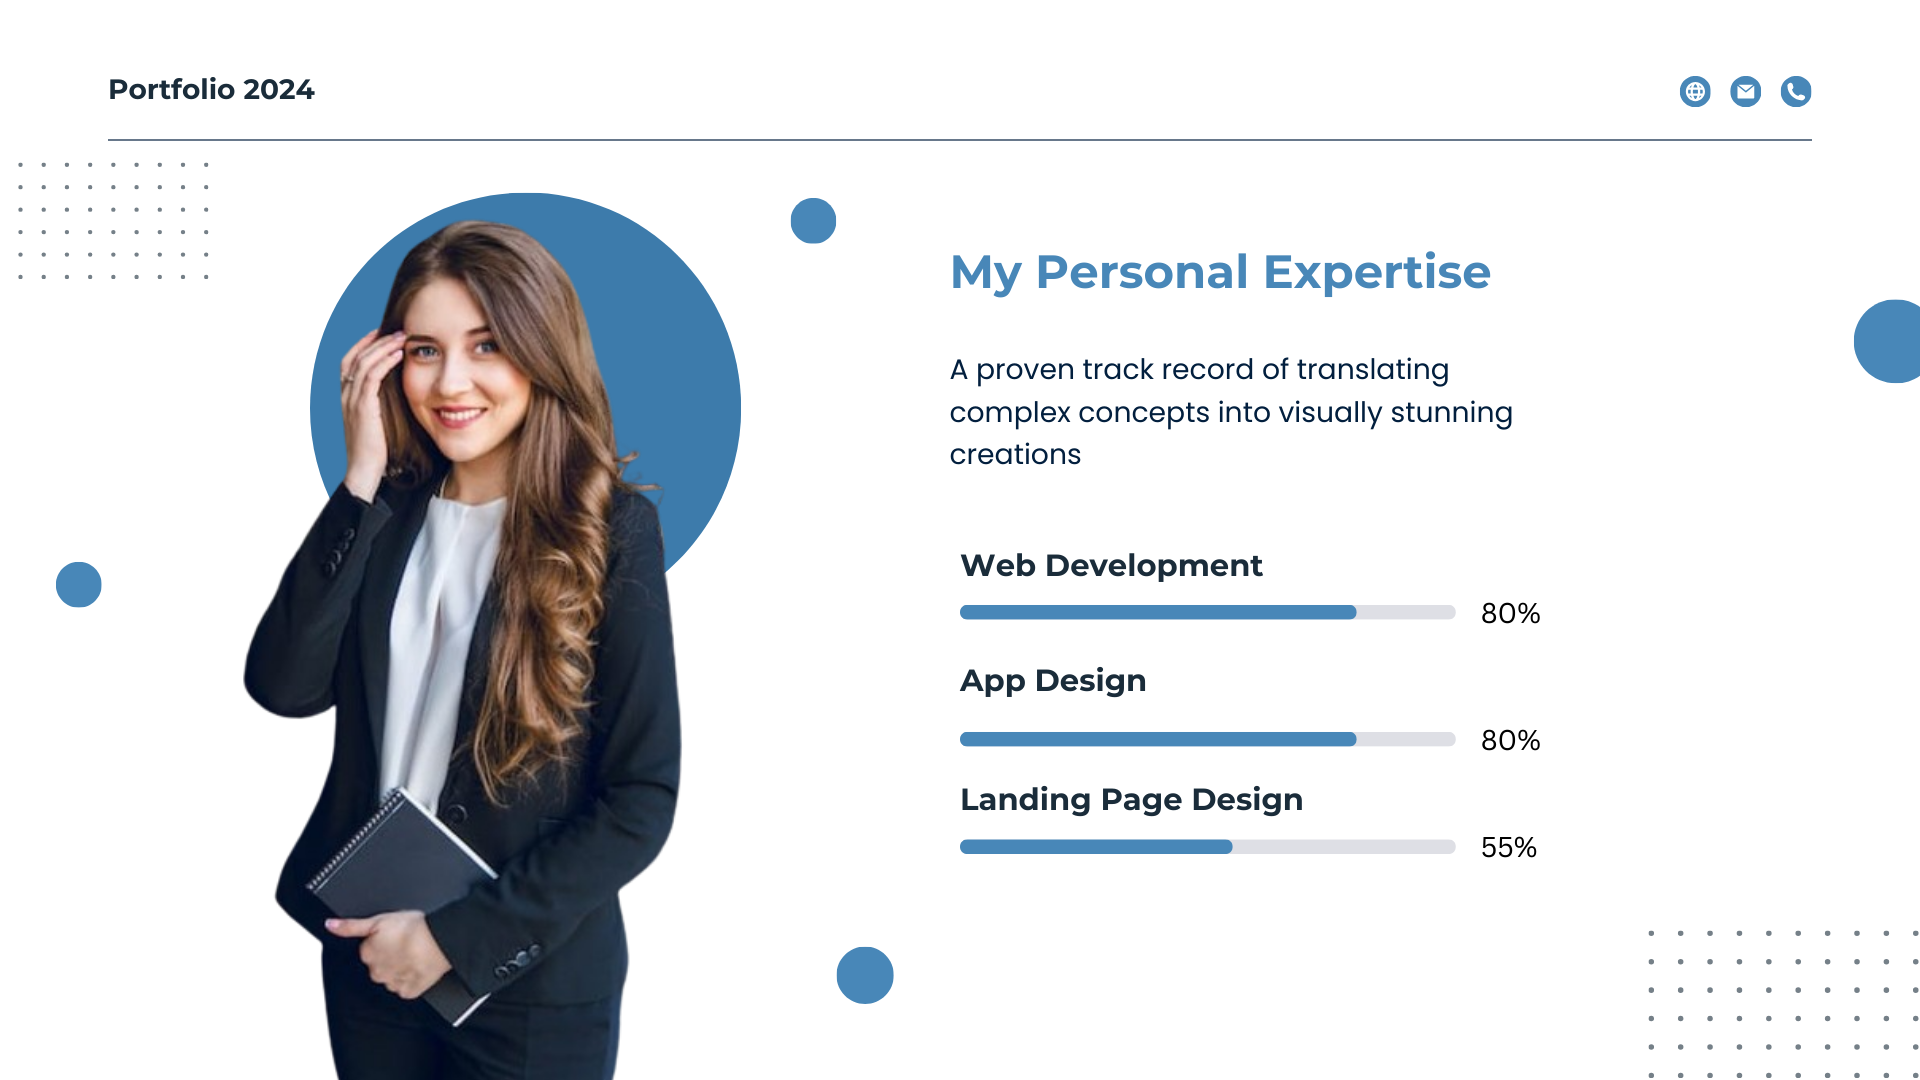 Portfolio 2024
My Personal Expertise
A proven track record of translating
complex concepts into visually stunning
creations
Web Development
80%
App Design
80%
Landing Page Design
55%